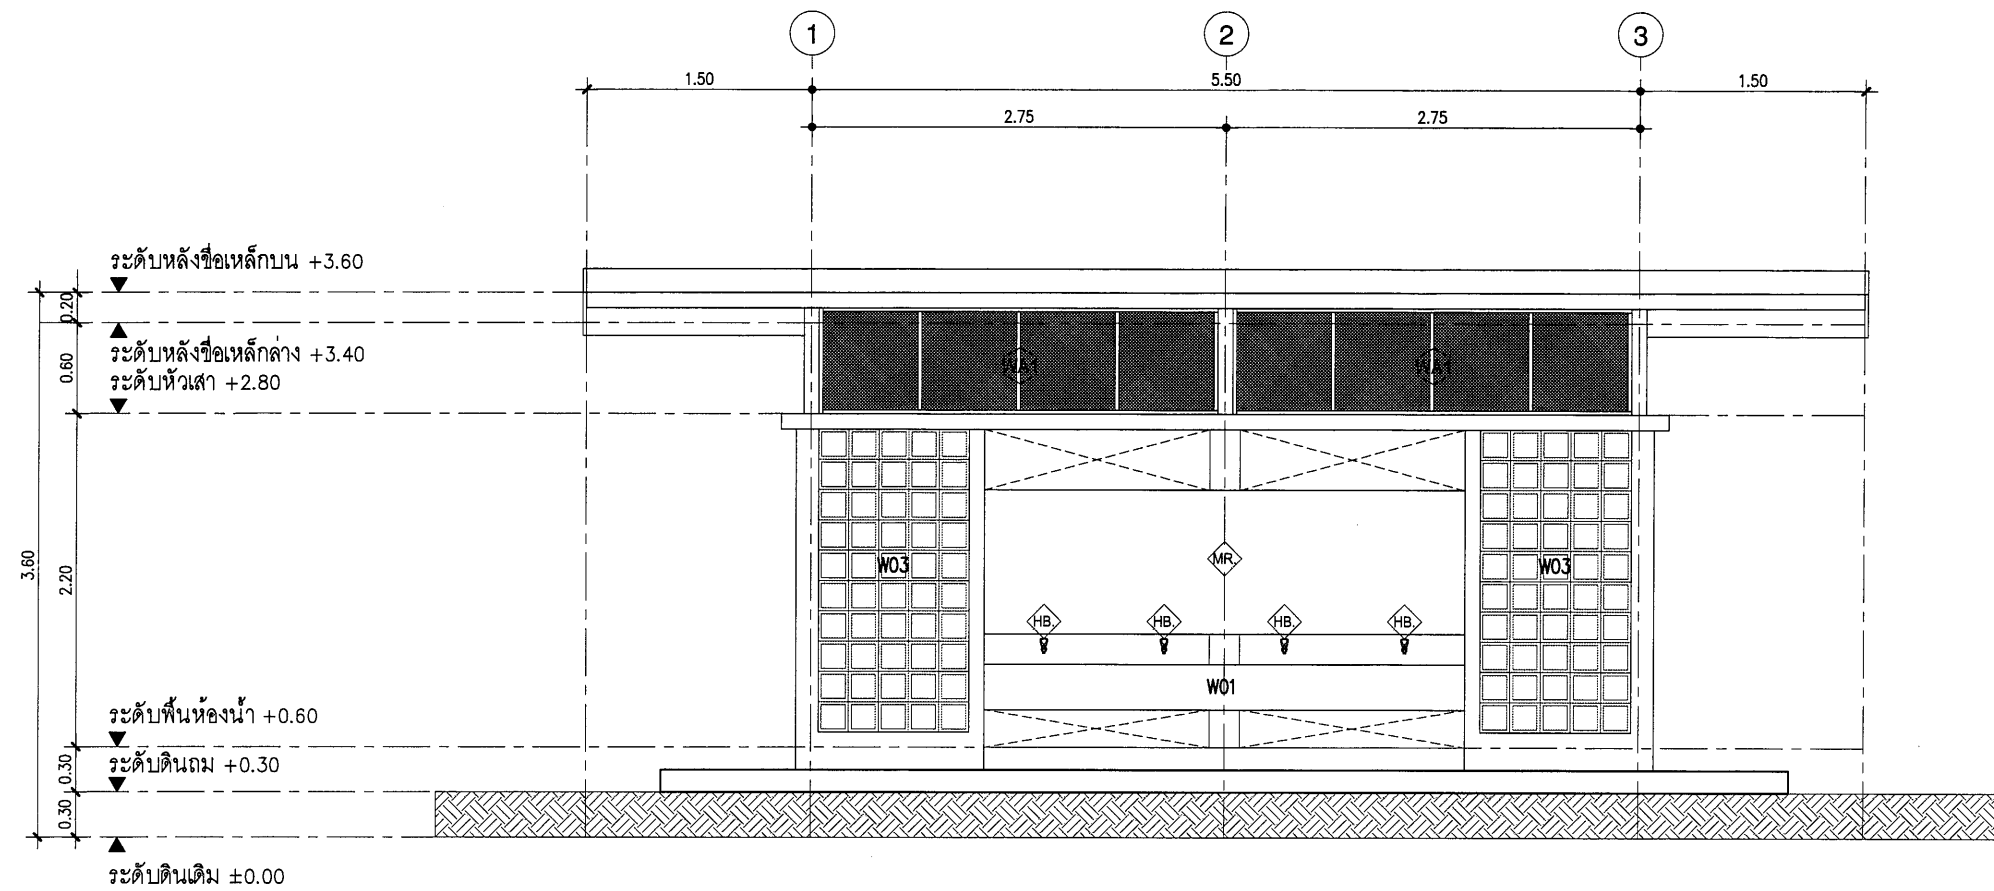 1
2
3
1.50
5.50
1.50
2.75
2.75
ระดับหลังขื่อเหล็กบน +3.60
0.20
ระดับหลังขื่อเหล็กล่าง +3.40
0.60
ระดับหัวเสา +2.80
WA1
WA1
3.60
2.20
W03
MR.
W03
HB.
HB.
HB.
HB.
W01
ระดับพื้นห้องน้ำ +0.60
0.30
ระดับดินถม +0.30
0.30
ระดับดินเดิม ±0.00